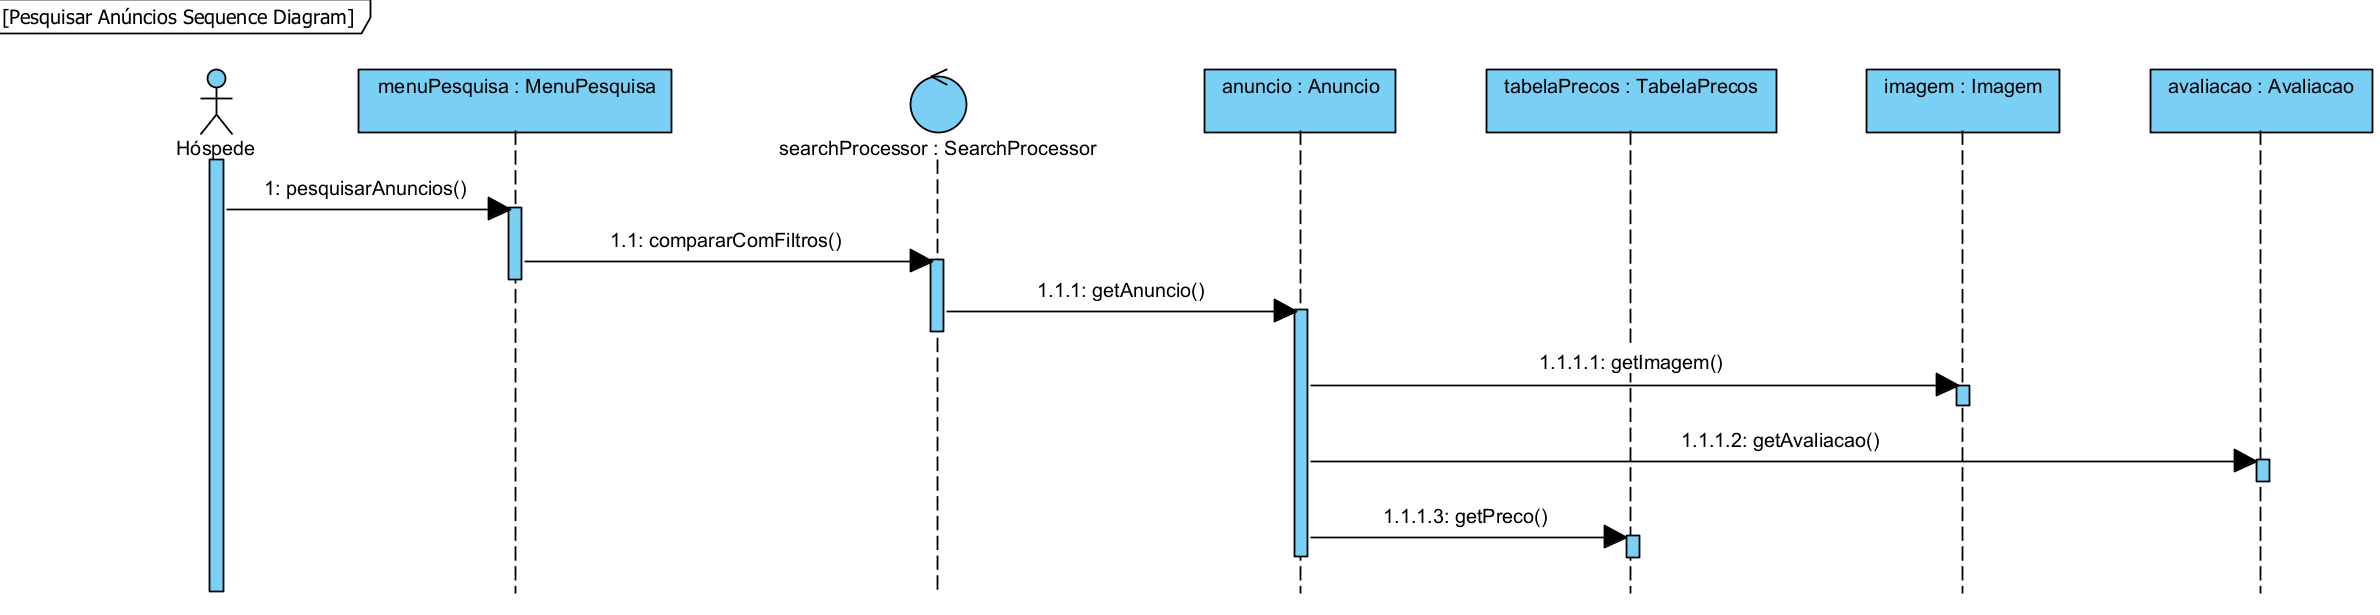 [Pesquisar Anúncios Sequence Diagram]
menuPesquisa : MenuPesquisa
anuncio : Anuncio
tabelaPrecos : TabelaPrecos
imagem : Imagem
avaliacao : Avaliacao
Hóspede
searchProcessor : SearchProcessor
1: pesquisarAnuncios()
1.1: compararComFiltros()
1.1.1: getAnuncio()
1.1.1.1: getImagem()
1.1.1.2: getAvaliacao()
1.1.1.3: getPreco()